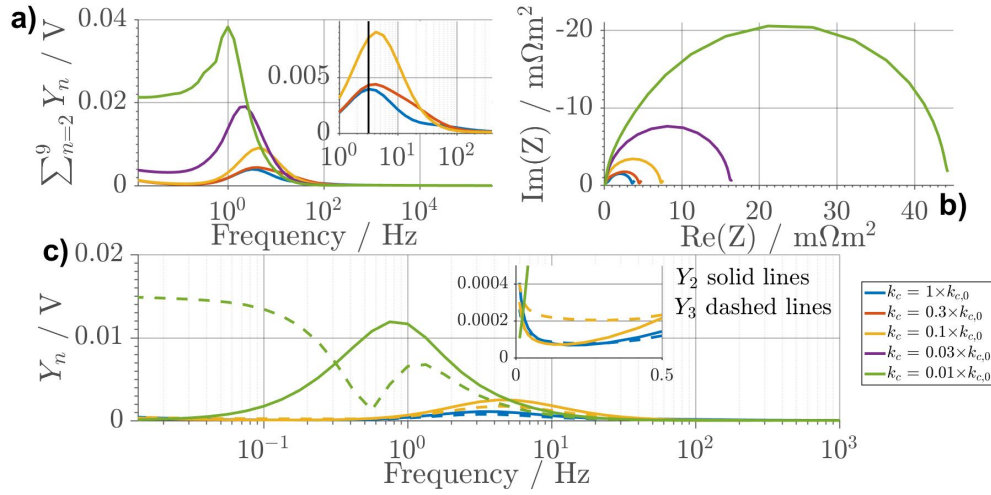 a)
∑⁹ₙ₌₂ Yₙ / V
0.04
0.02
0
0.005
0
10⁰ 10¹ 10²
10⁰ 10² 10⁴
Frequency / Hz
Im(Z) / mΩm²
-20
-10
0
0 10 20 30 40
Re(Z) / mΩm²
b)
c)
Yₙ / V
0.02
0.01
0
0.0004
0.0002
0
0 0.5
Y₂ solid lines
Y₃ dashed lines
10⁻¹ 10⁰ 10¹ 10² 10³
Frequency / Hz
k_c = 1×k_c,0
k_c = 0.3×k_c,0
k_c = 0.1×k_c,0
k_c = 0.03×k_c,0
k_c = 0.01×k_c,0